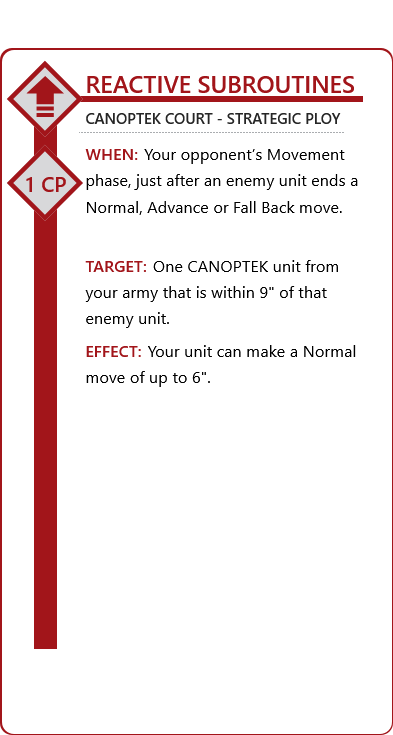 REACTIVE SUBROUTINES
CANOPTEK COURT - STRATEGIC PLOY
1 CP
WHEN: Your opponent’s Movement
phase, just after an enemy unit ends a
Normal, Advance or Fall Back move.
TARGET: One CANOPTEK unit from
your army that is within 9" of that
enemy unit.
EFFECT: Your unit can make a Normal
move of up to 6".